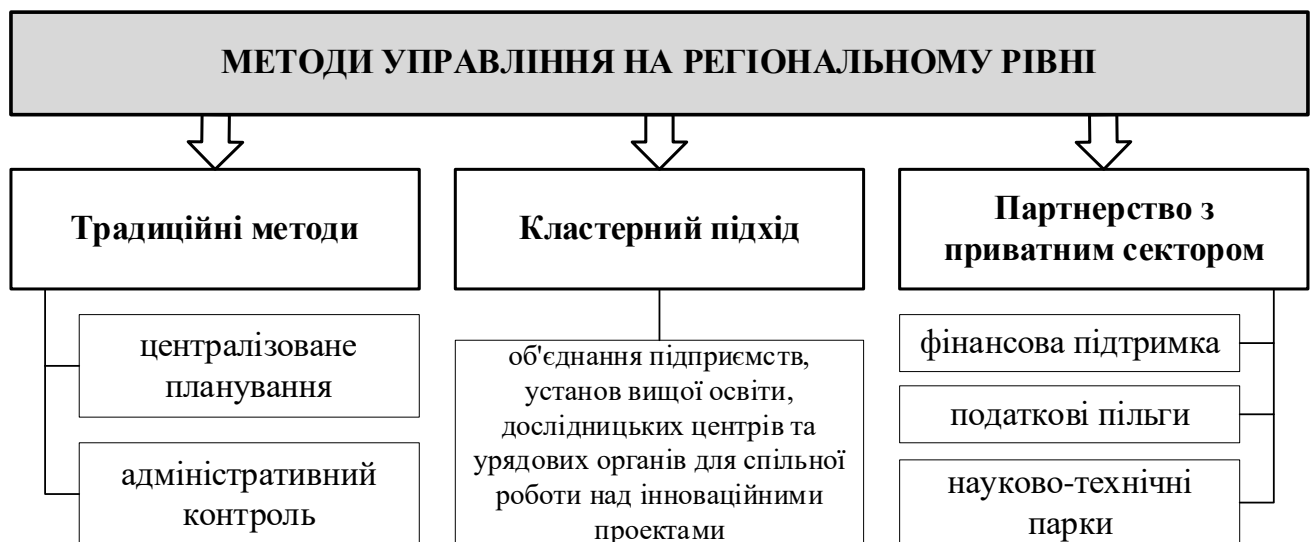 МЕТОДИ УПРАВЛІННЯ НА РЕГІОНАЛЬНОМУ РІВНІ
Традиційні методи
централізоване
планування
адміністративний
контроль
Кластерний підхід
об'єднання підприємств,
установ вищої освіти,
дослідницьких центрів та
урядових органів для спільної
роботи над інноваційними
проектами
Партнерство з
приватним сектором
фінансова підтримка
податкові пільги
науково-технічні
парки